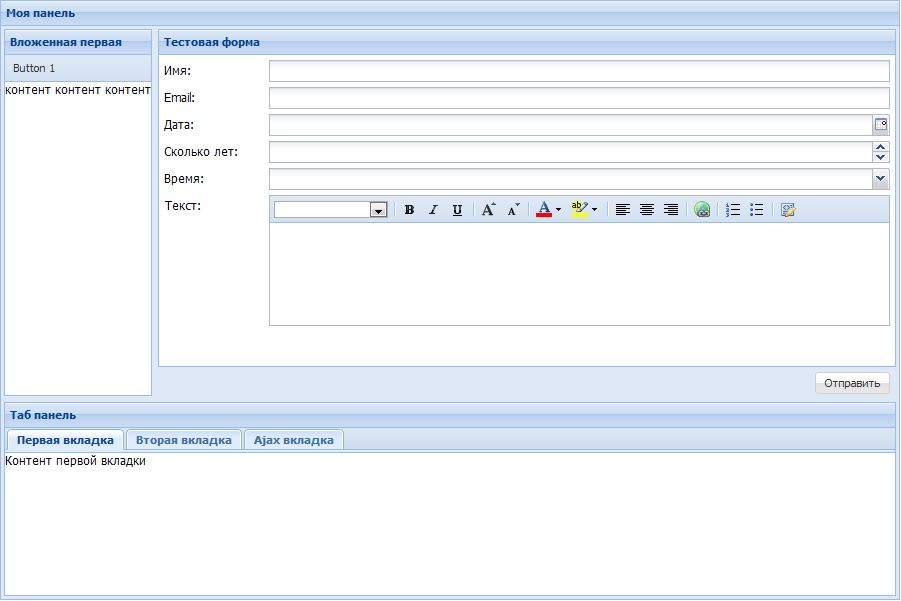 Моя панель
Вложенная первая
Button 1
контент контент контент
Тестовая форма
Имя:
Email:
Дата:
Сколько лет:
Время:
Текст:
B I U A A A ab
Отправить
Таб панель
Первая вкладка Вторая вкладка Ajax вкладка
Контент первой вкладки